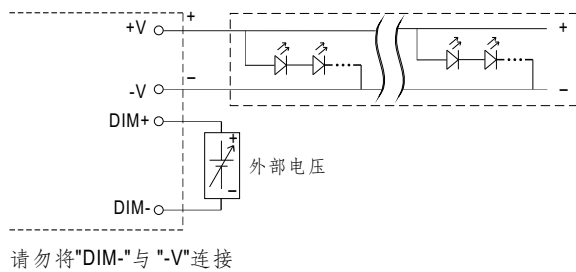 +V
+
+
-V
−
−
DIM+
+
外部电压
−
DIM-
请勿将"DIM-"与 "-V"连接